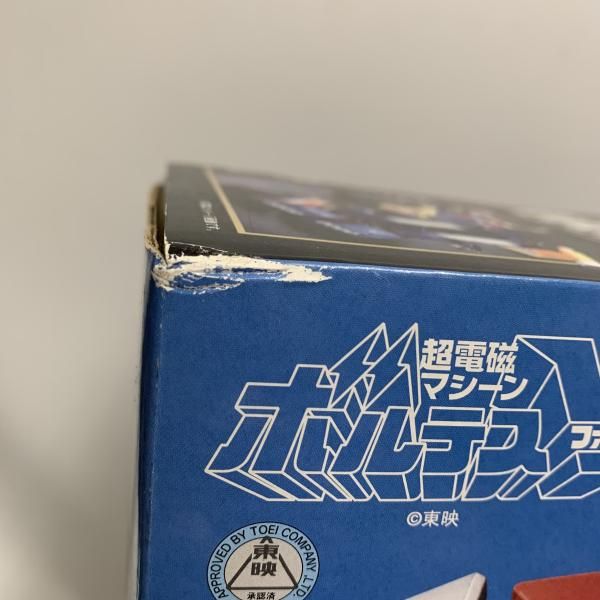 超電磁
マシーン
ボルテス
ファ
©東映
APPROVED BY TOEI COMPANY LTD.
東映
承認済